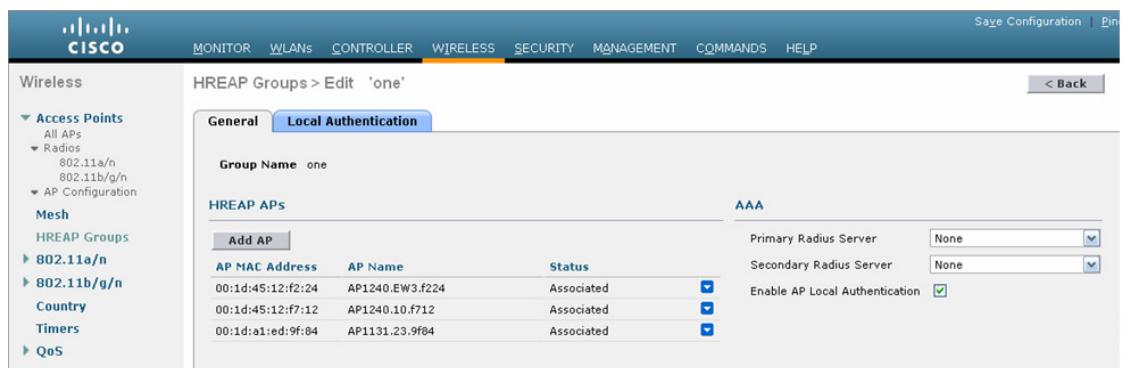 Save Configuration | Pin
CISCO
MONITOR WLANs CONTROLLER WIRELESS SECURITY MANAGEMENT COMMANDS HELP
Wireless
Access Points
All APs
Radios
802.11a/n
802.11b/g/n
AP Configuration
Mesh
HREAP Groups
802.11a/n
802.11b/g/n
Country
Timers
QoS
HREAP Groups > Edit 'one'
< Back
General Local Authentication
Group Name one
HREAP APs
Add AP
AP MAC Address AP Name Status
00:1d:45:12:f2:24 AP1240.EW3.f224 Associated
00:1d:45:12:f7:12 AP1240.10.f712 Associated
00:1d:a1:ed:9f:84 AP1131.23.9f84 Associated
AAA
Primary Radius Server None
Secondary Radius Server None
Enable AP Local Authentication